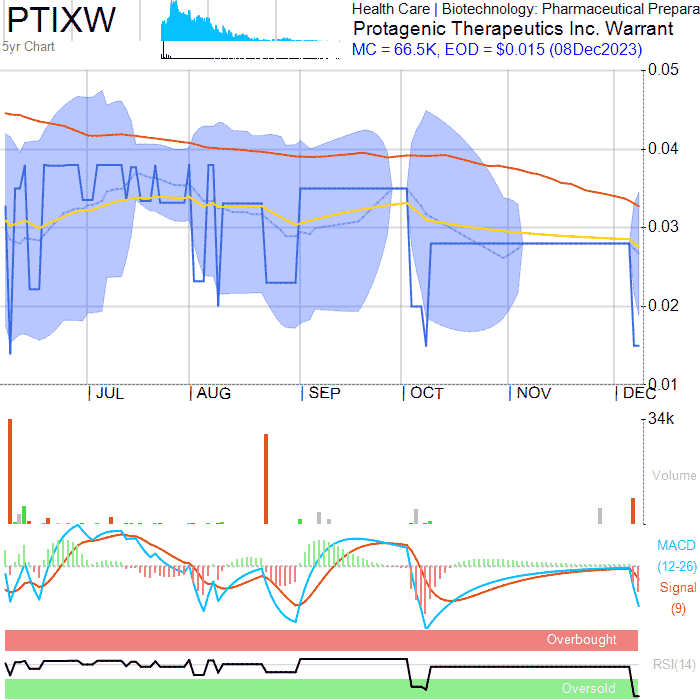 PTIXW
5yr Chart
Health Care | Biotechnology: Pharmaceutical Prepara
Protagenic Therapeutics Inc. Warrant
MC = 66.5K, EOD = $0.015 (08Dec2023)
0.05
0.04
0.03
0.02
0.01
JUL
AUG
SEP
OCT
NOV
DEC
34k
Volume
MACD
(12-26)
Signal
(9)
Overbought
RSI(14)
Oversold